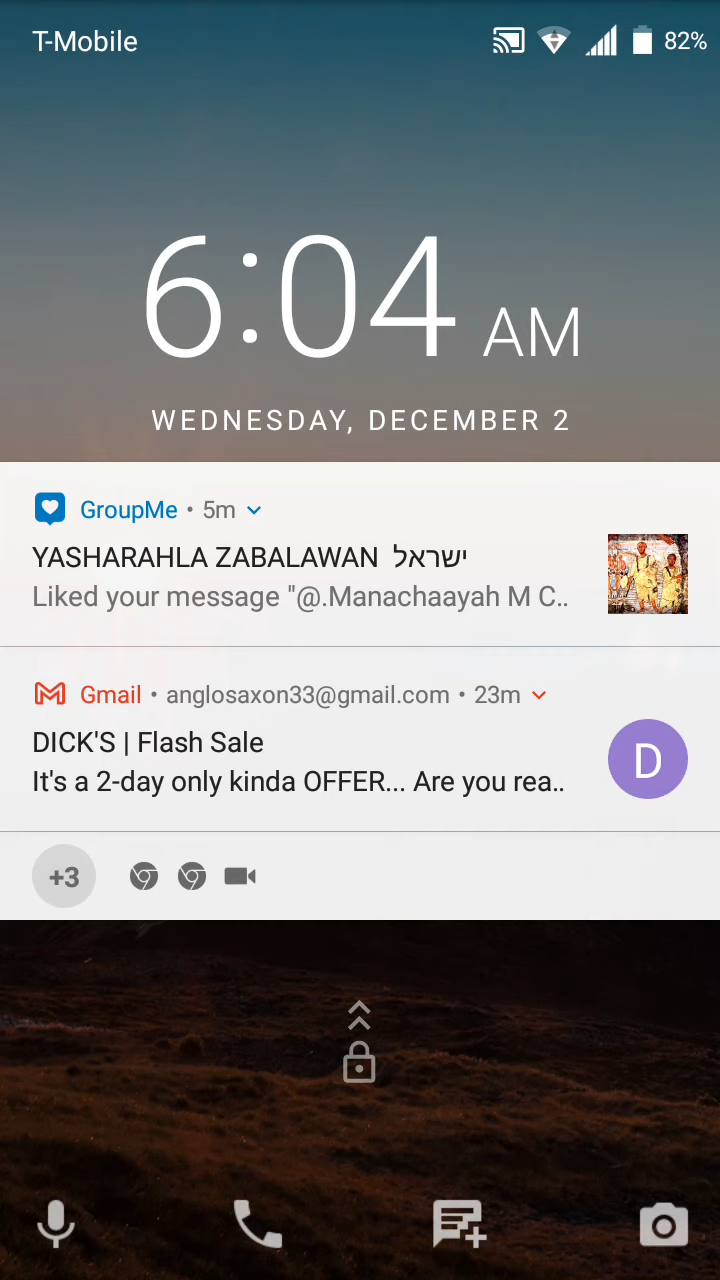 T-Mobile 82%
6:04 AM
WEDNESDAY, DECEMBER 2
GroupMe • 5m
YASHARAHLA ZABALAWAN ישראל
Liked your message "@.Manachaayah M C..
Gmail • anglosaxon33@gmail.com • 23m
DICK'S | Flash Sale
It's a 2-day only kinda OFFER... Are you rea..
D
+3